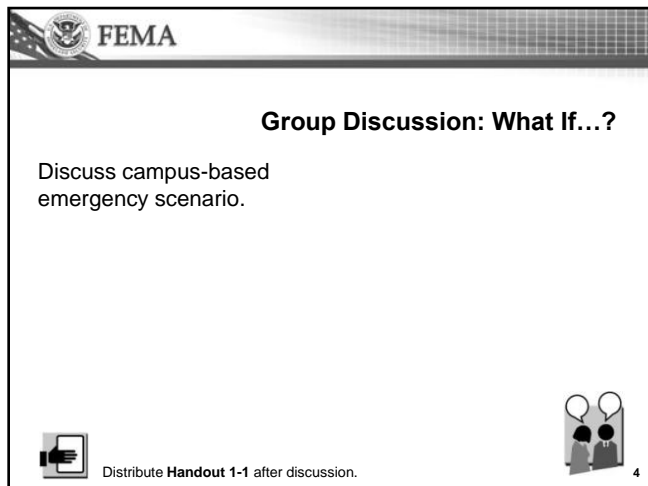 FEMA
Group Discussion: What If…?
Discuss campus-based
emergency scenario.
Distribute Handout 1-1 after discussion.
4